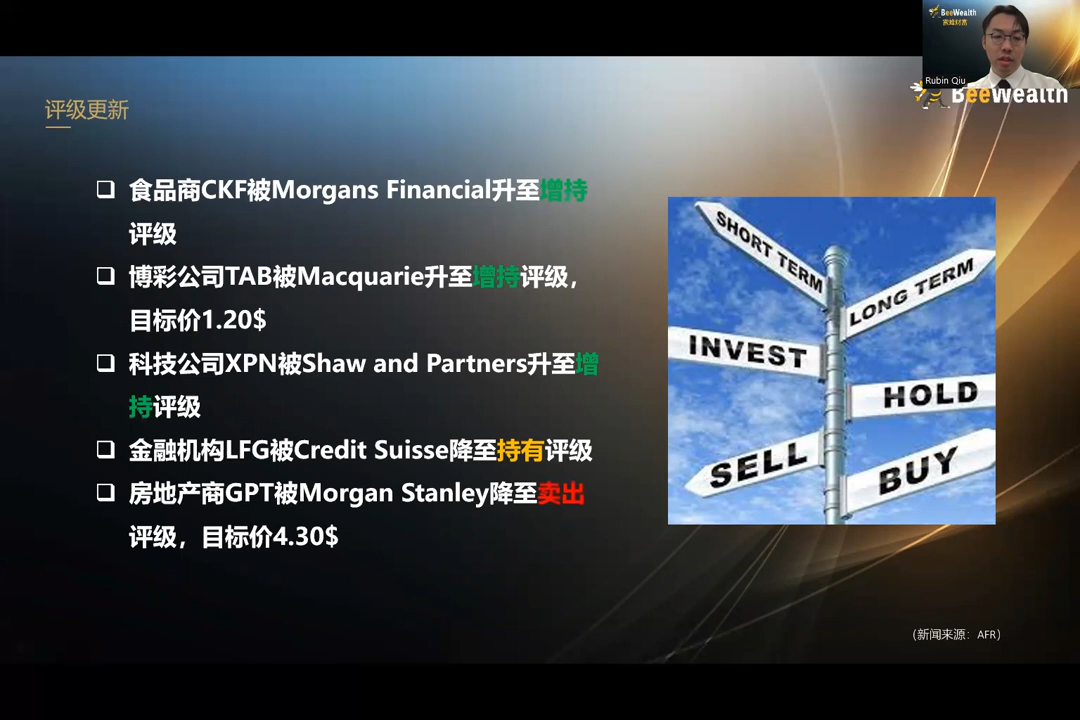 BeeWealth
蜜蜂财富
Rubin Qiu
BeeWealth
评级更新
食品商CKF被Morgans Financial升至增持
评级
博彩公司TAB被Macquarie升至增持评级，
目标价1.20$
科技公司XPN被Shaw and Partners升至增
持评级
金融机构LFG被Credit Suisse降至持有评级
房地产商GPT被Morgan Stanley降至卖出
评级，目标价4.30$
SHORT TERM
LONG TERM
INVEST
HOLD
SELL
BUY
(新闻来源：AFR)